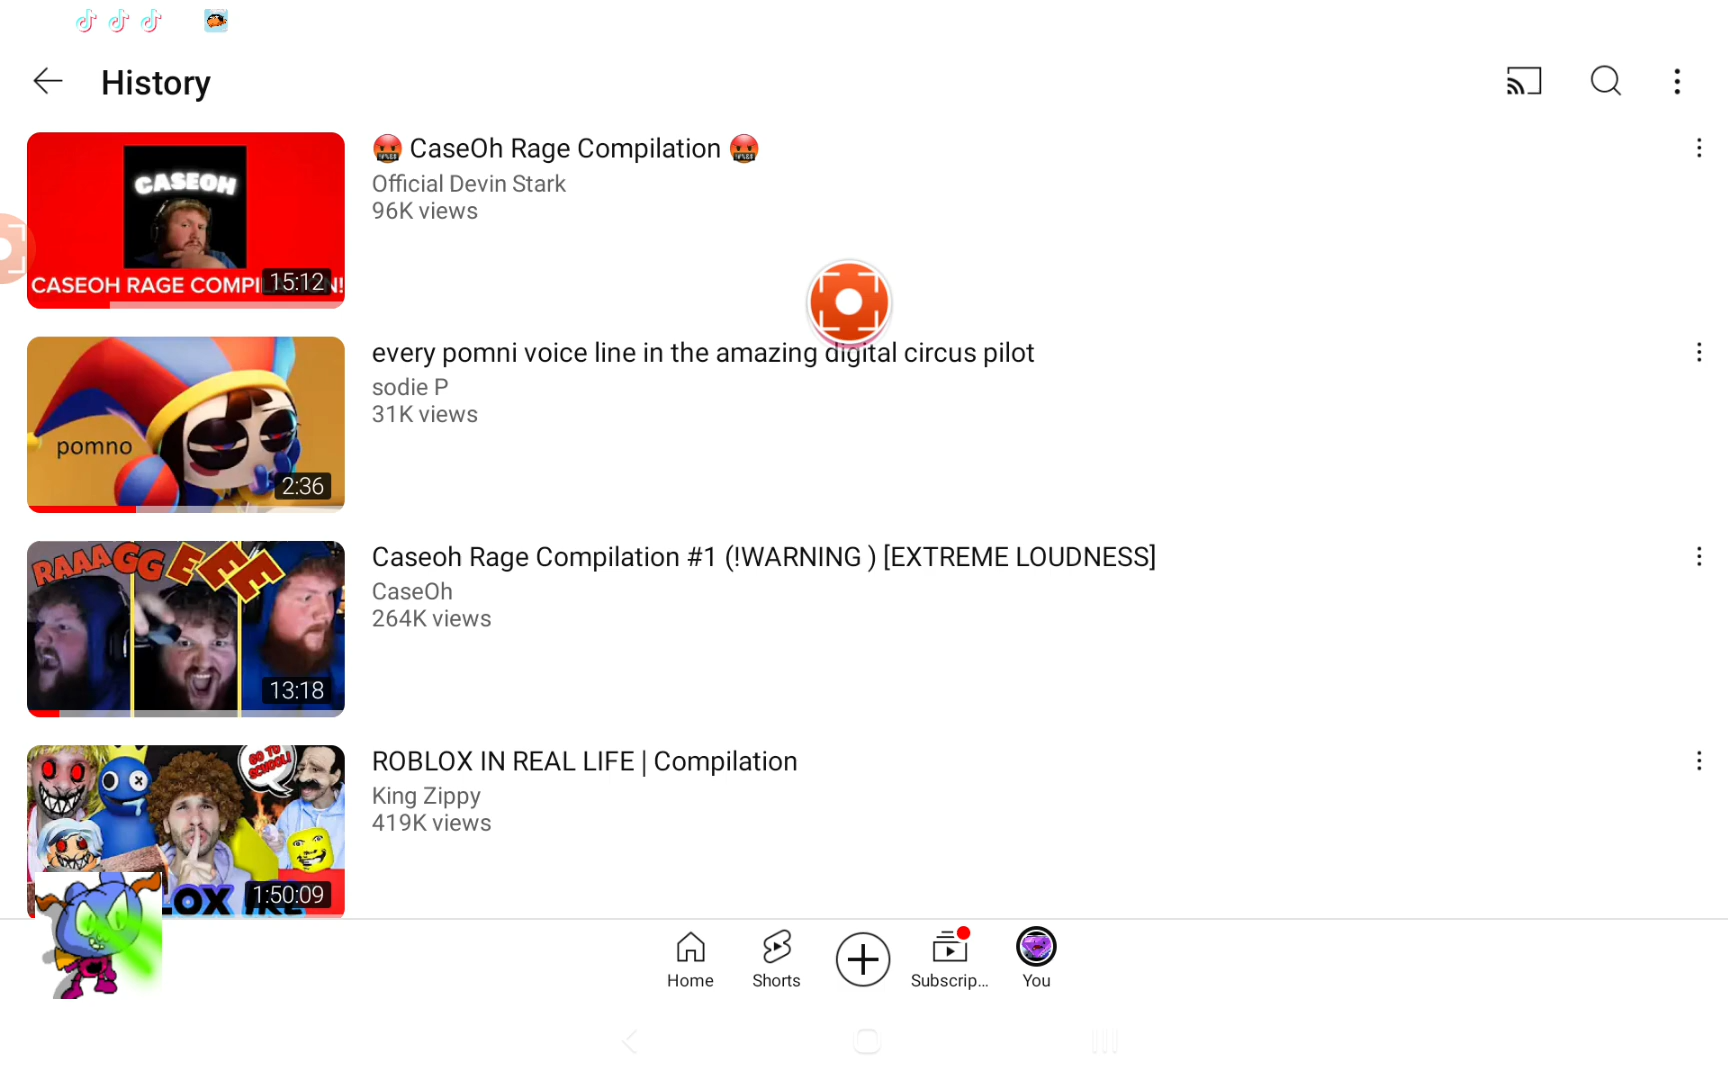 History
🤬 CaseOh Rage Compilation 🤬
Official Devin Stark
96K views
CASEOH
CASEOH RAGE COMPI
N!
15:12
every pomni voice line in the amazing digital circus pilot
sodie P
31K views
pomno
2:36
Caseoh Rage Compilation #1 (!WARNING ) [EXTREME LOUDNESS]
CaseOh
264K views
RAAAGG EEEE
13:18
ROBLOX IN REAL LIFE | Compilation
King Zippy
419K views
GO TO
SCHOOL!
1:50:09
Home
Shorts
Subscrip...
You